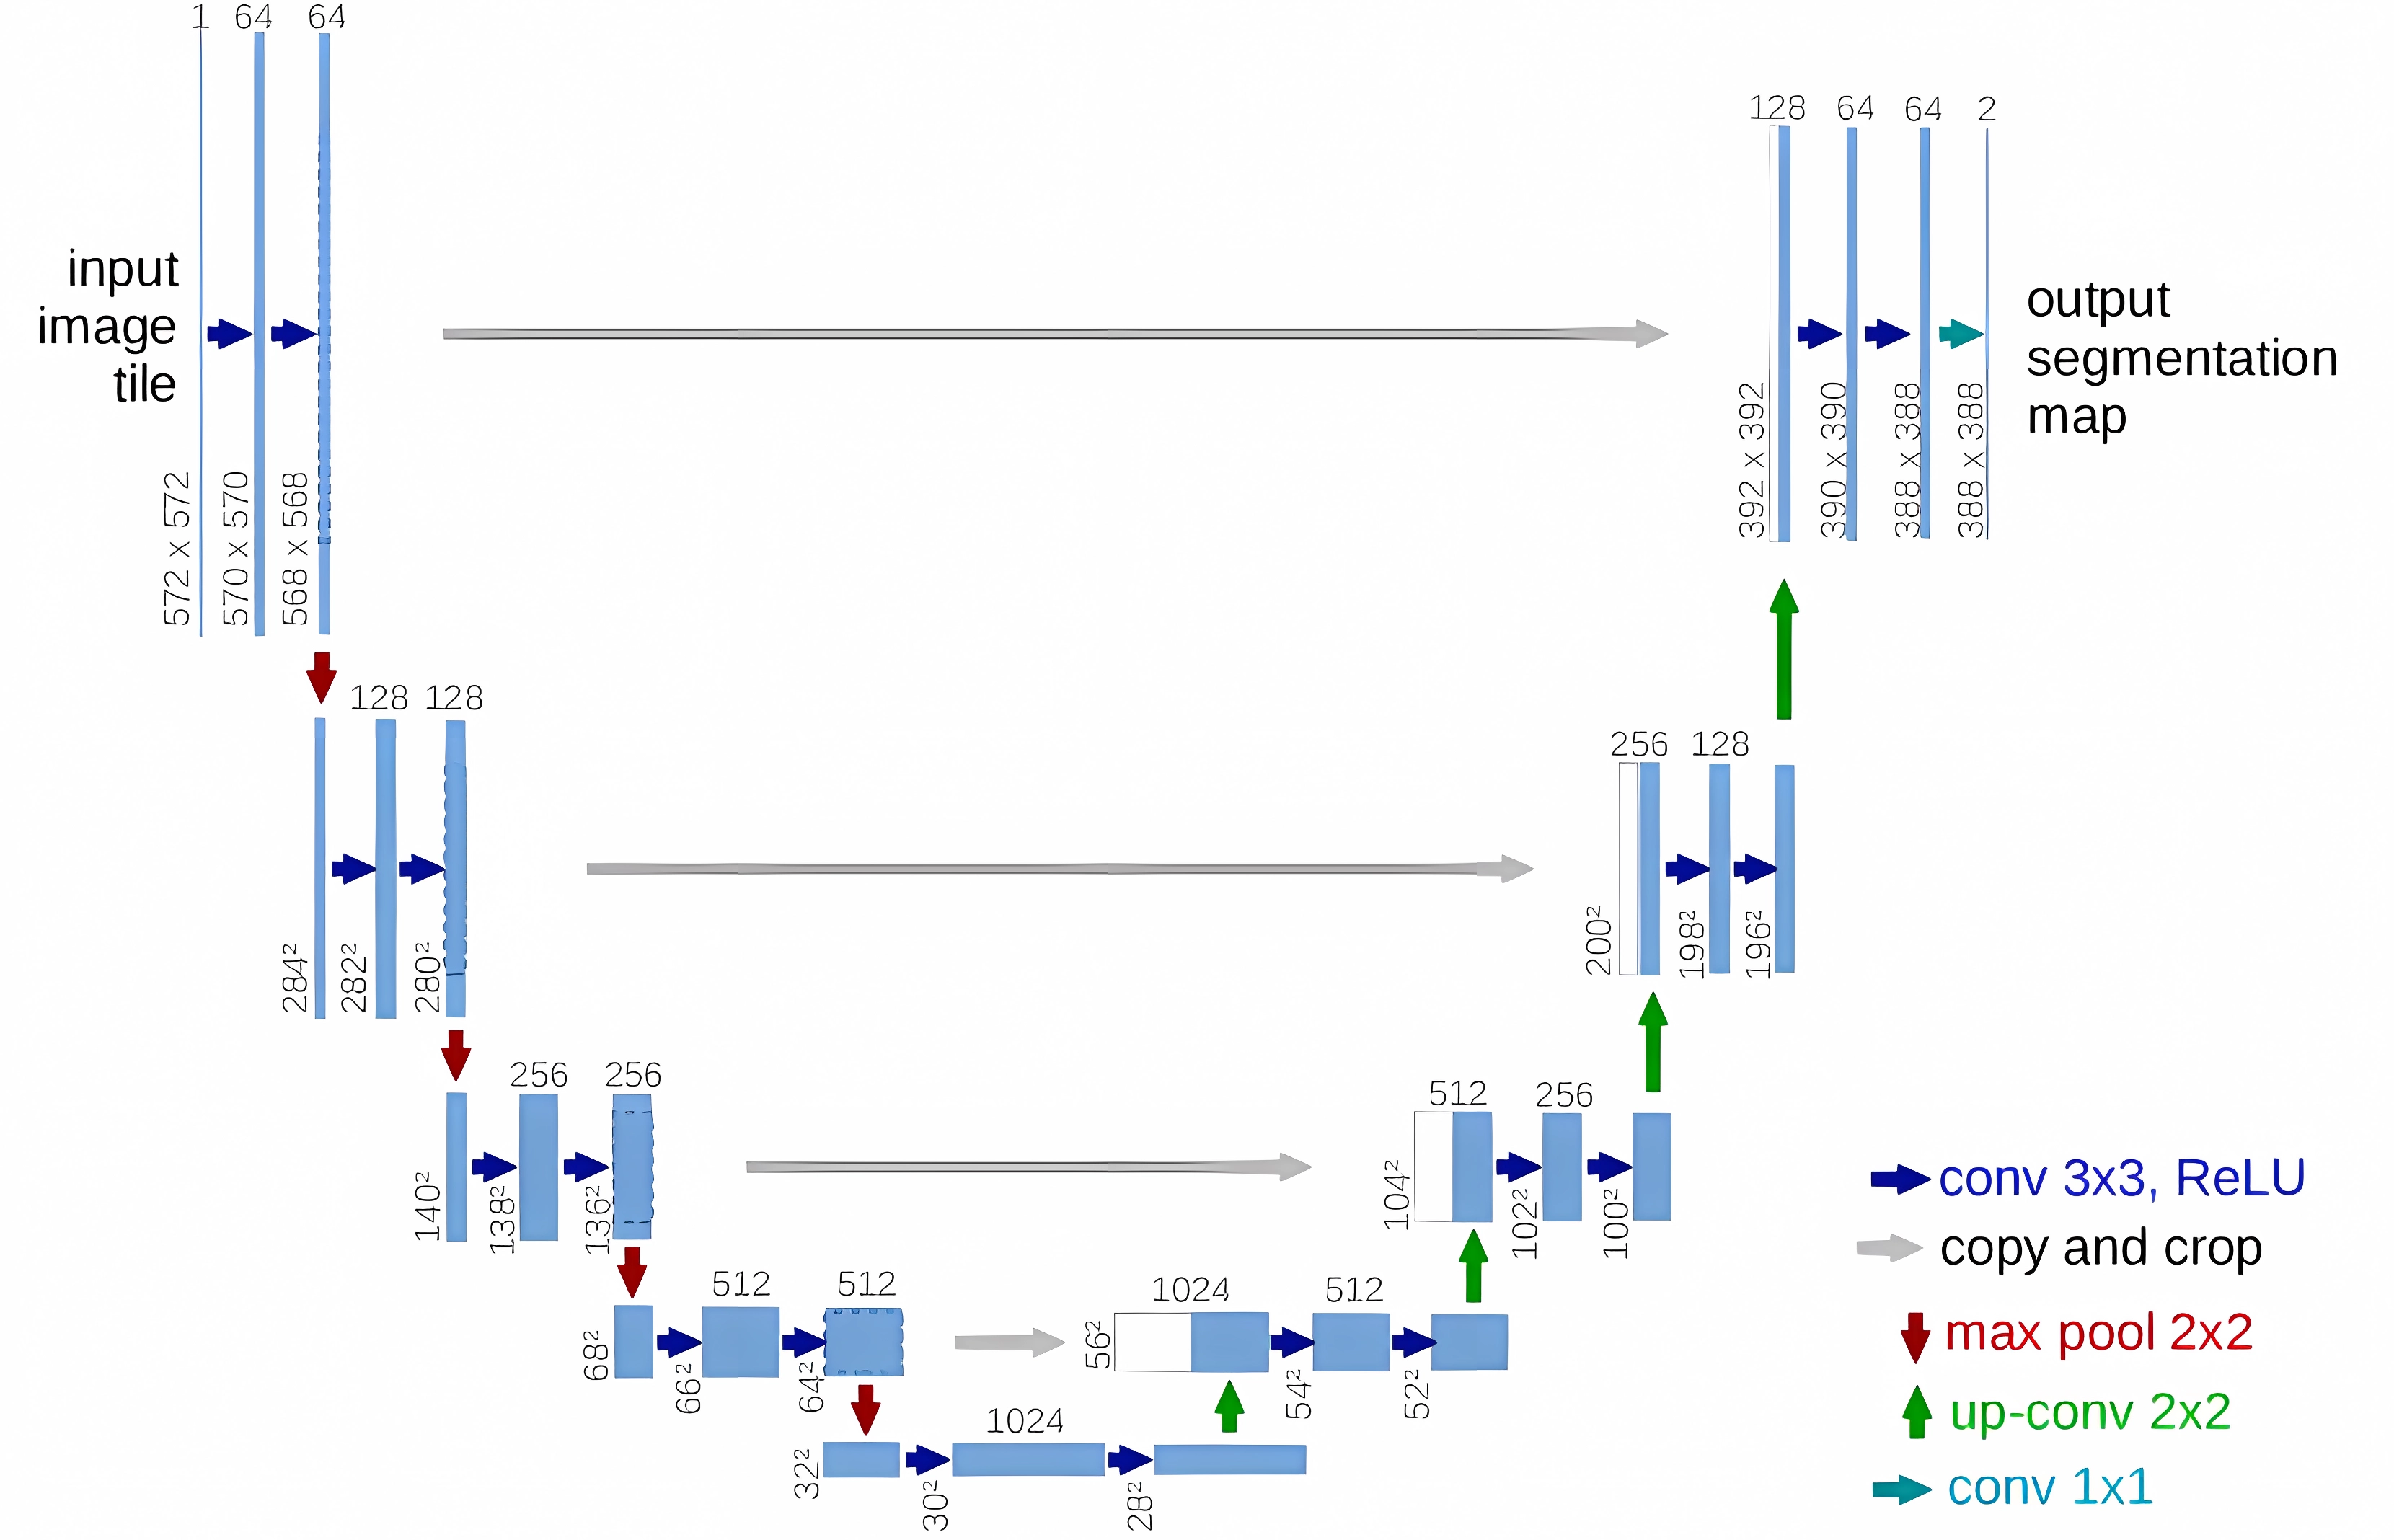 1 64 64
input
image
tile
572 x 572
570 x 570
568 x 568
128 64 64 2
392 x 392
390 x 390
388 x 388
388 x 388
output
segmentation
map
128 128
284²
282²
280²
256 128
200²
198²
196²
256 256
140²
138²
136²
512 256
104²
102²
100²
512 512
68²
66²
64²
1024 512
56²
54²
52²
1024
32²
30²
28²
conv 3x3, ReLU
copy and crop
max pool 2x2
up-conv 2x2
conv 1x1